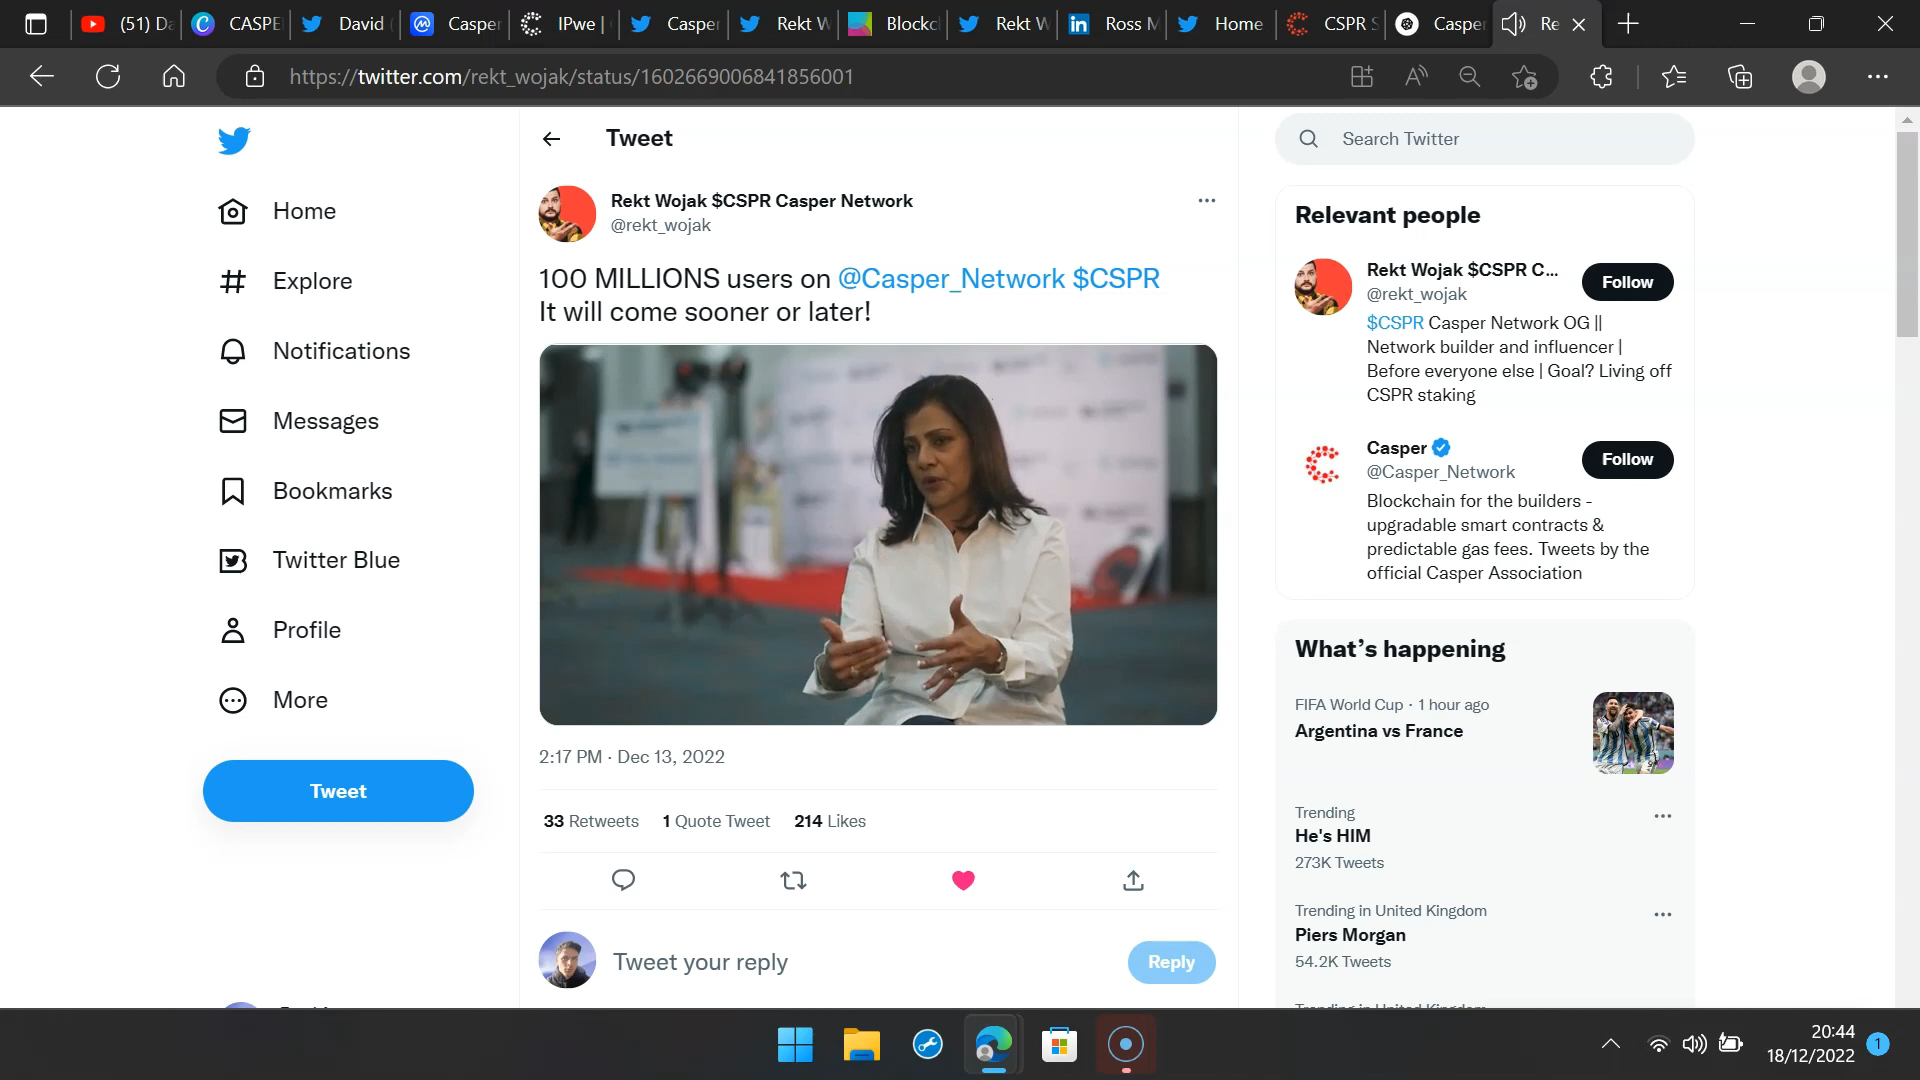 (51) Da
CASPE
David
Casper
IPwe |
Casper
Rekt W
Blockc
Rekt W
Ross M
Home
CSPR S
Casper
Re
https://twitter.com/rekt_wojak/status/1602669006841856001
Home
Explore
Notifications
Messages
Bookmarks
Twitter Blue
Profile
More
Tweet
Tweet
Rekt Wojak $CSPR Casper Network
@rekt_wojak
100 MILLIONS users on @Casper_Network $CSPR
It will come sooner or later!
2:17 PM · Dec 13, 2022
33 Retweets 1 Quote Tweet 214 Likes
Tweet your reply
Reply
Search Twitter
Relevant people
Rekt Wojak $CSPR C...
@rekt_wojak
Follow
$CSPR Casper Network OG ||
Network builder and influencer |
Before everyone else | Goal? Living off
CSPR staking
Casper
@Casper_Network
Follow
Blockchain for the builders -
upgradable smart contracts &
predictable gas fees. Tweets by the
official Casper Association
What's happening
FIFA World Cup · 1 hour ago
Argentina vs France
Trending
He's HIM
273K Tweets
Trending in United Kingdom
Piers Morgan
54.2K Tweets
20:44
18/12/2022
1